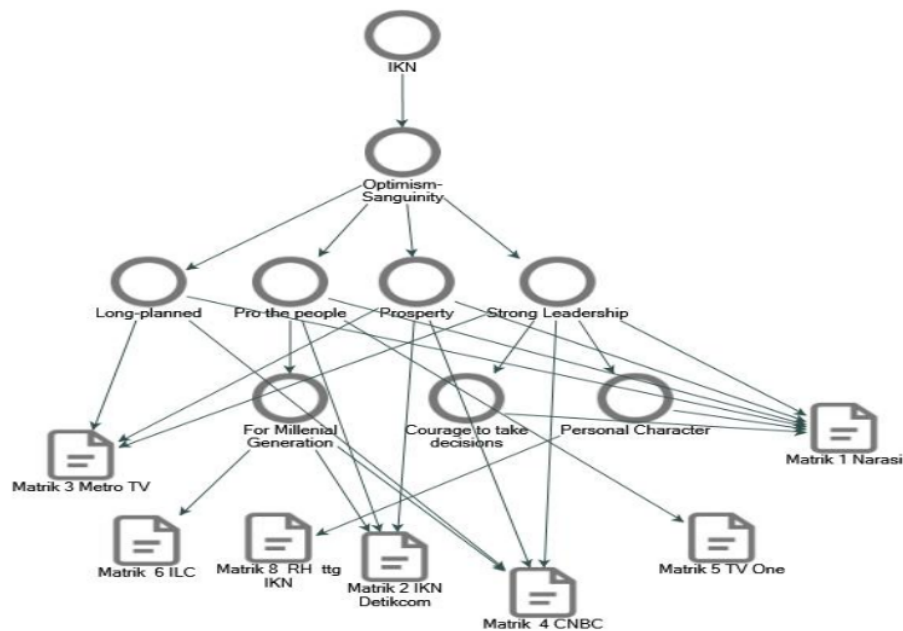 IKN
Optimism-
Sanguinity
Long-planned
Pro the people
Prosperty
Strong Leadership
For Millenial
Generation
Courage to take
decisions
Personal Character
Matrik 1 Narasi
Matrik 3 Metro TV
Matrik 6 ILC
Matrik 8 RH ttg
IKN
Matrik 2 IKN
Detikcom
Matrik 4 CNBC
Matrik 5 TV One